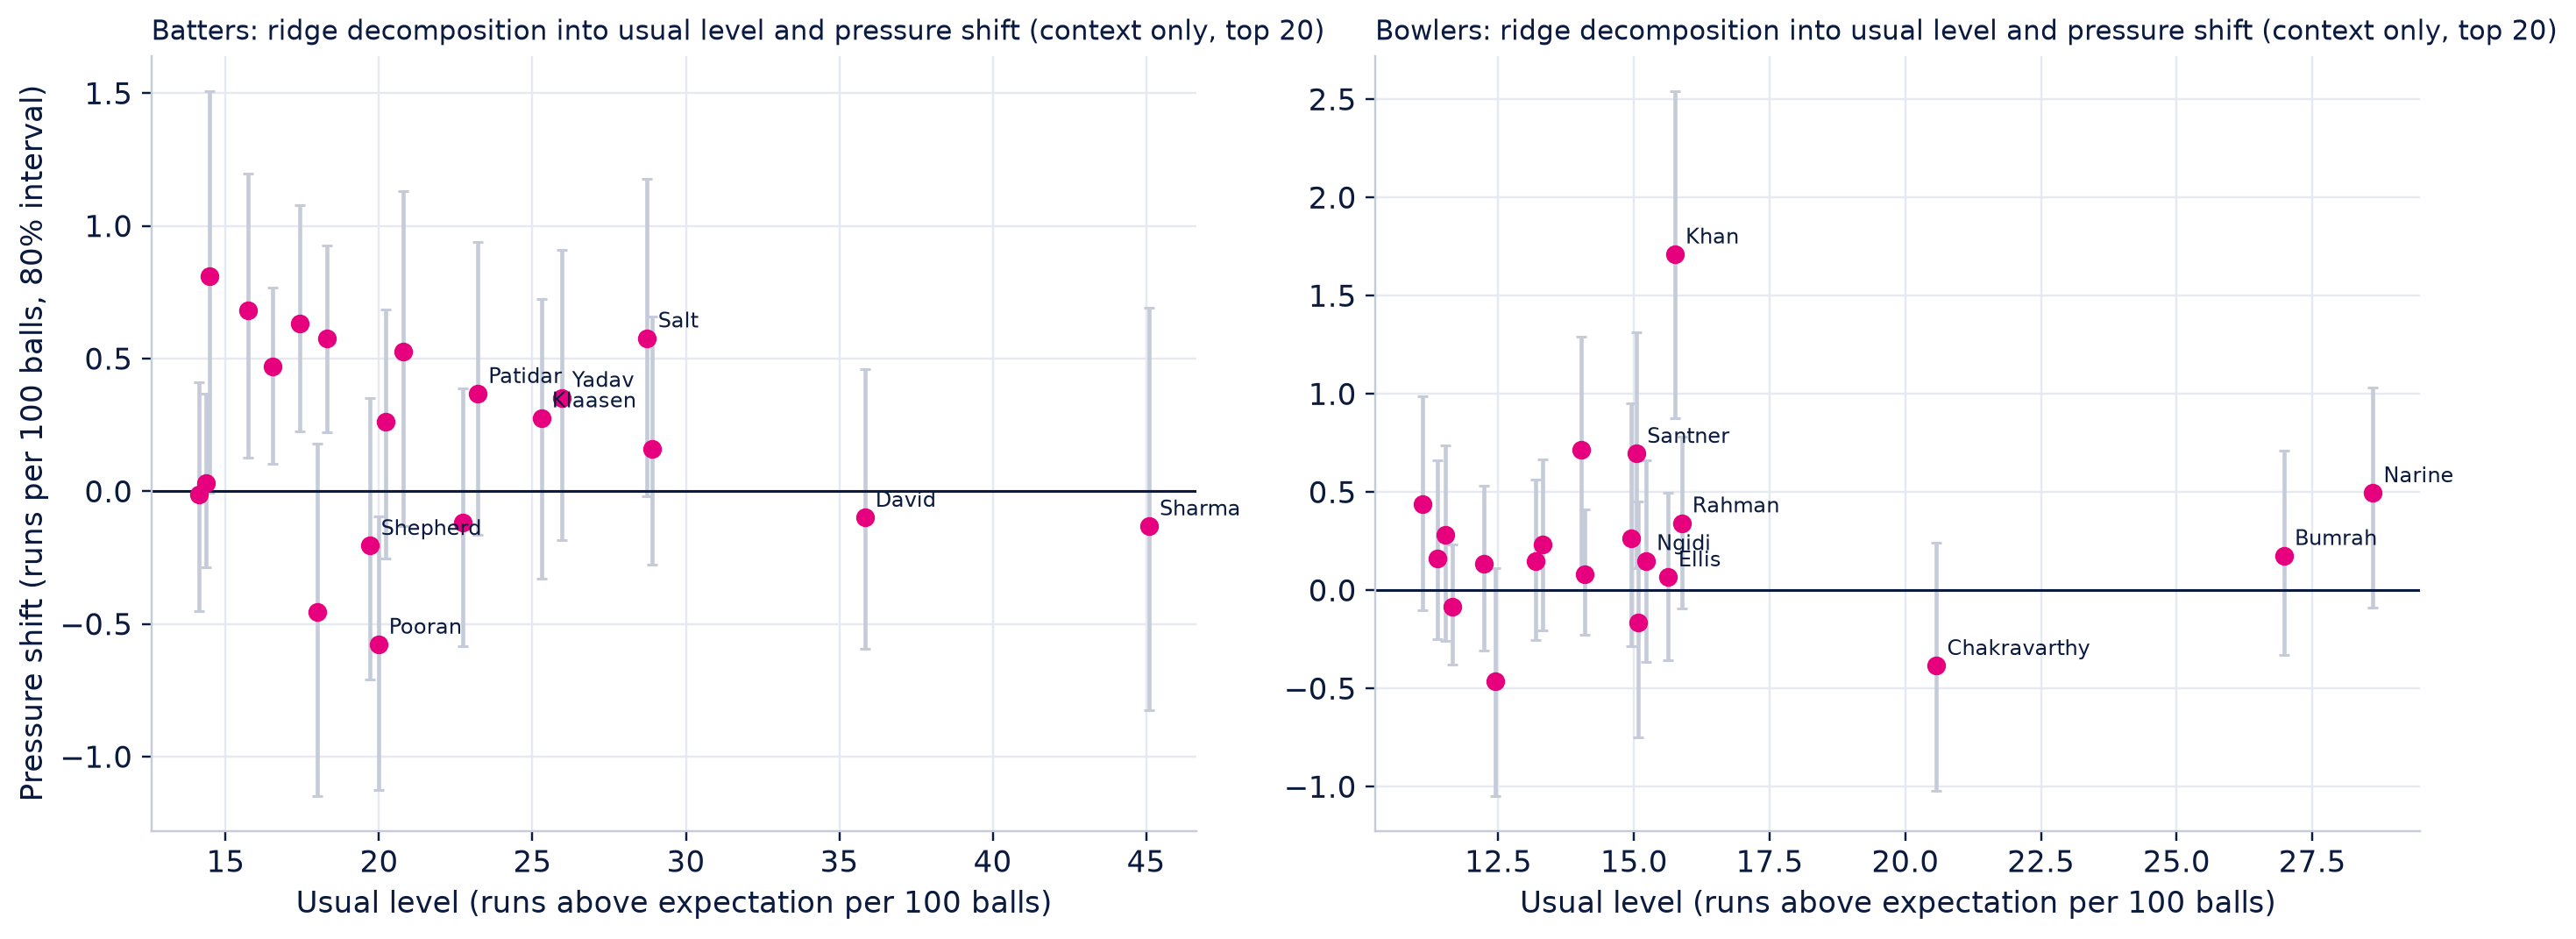 Batters: ridge decomposition into usual level and pressure shift (context only, top 20)
Pressure shift (runs per 100 balls, 80% interval)
1.5
1.0
0.5
0.0
−0.5
−1.0
Salt
Patidar
Yadav
Klaasen
David
Sharma
Shepherd
Pooran
15
20
25
30
35
40
45
Usual level (runs above expectation per 100 balls)
Bowlers: ridge decomposition into usual level and pressure shift (context only, top 20)
2.5
2.0
1.5
1.0
0.5
0.0
−0.5
−1.0
Khan
Santner
Narine
Rahman
Ngidi
Bumrah
Ellis
Chakravarthy
12.5
15.0
17.5
20.0
22.5
25.0
27.5
Usual level (runs above expectation per 100 balls)